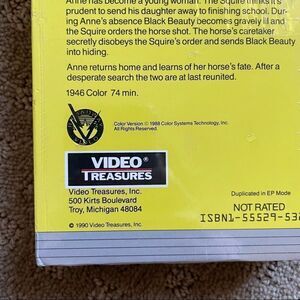 Anne has become a young woman. The Squire thinks it's
prudent to send his daughter away to finishing school. Dur-
ing Anne's absence Black Beauty becomes gravely ill and
the Squire orders the horse shot. The horse's caretaker
secretly disobeys the Squire's order and sends Black Beauty
into hiding.
Anne returns home and learns of her horse's fate. After a
desperate search the two are at last reunited.
1946 Color 74 min.
Color Version © 1988 Color Systems Technology, Inc.
All Rights Reserved.
VIDEO®
TREASURES
Video Treasures, Inc.
500 Kirts Boulevard
Troy, Michigan 48084
© 1990 Video Treasures, Inc.
Duplicated in EP Mode
NOT RATED
ISBN1-55529-53